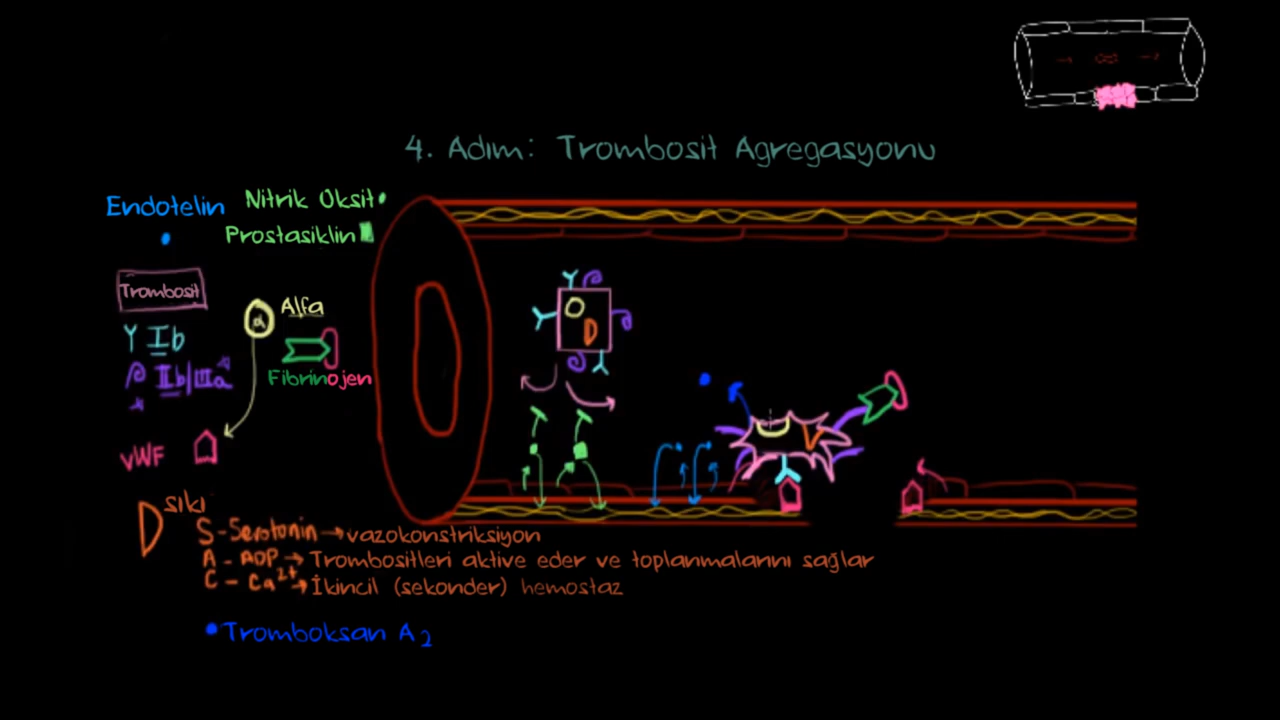 4. Adım: Trombosit Agregasyonu
Endotelin
Nitrik Oksit
Prostasiklin
Trombosit
Ib
IIb/IIIa
vWF
α
Alfa
Fibrinojen
D sıkı
S - Serotonin → vazokonstriksiyon
A - ADP → Trombositleri aktive eder ve toplanmalarını sağlar
C - Ca²⁺ → İkincil (sekonder) hemostaz
Tromboksan A₂